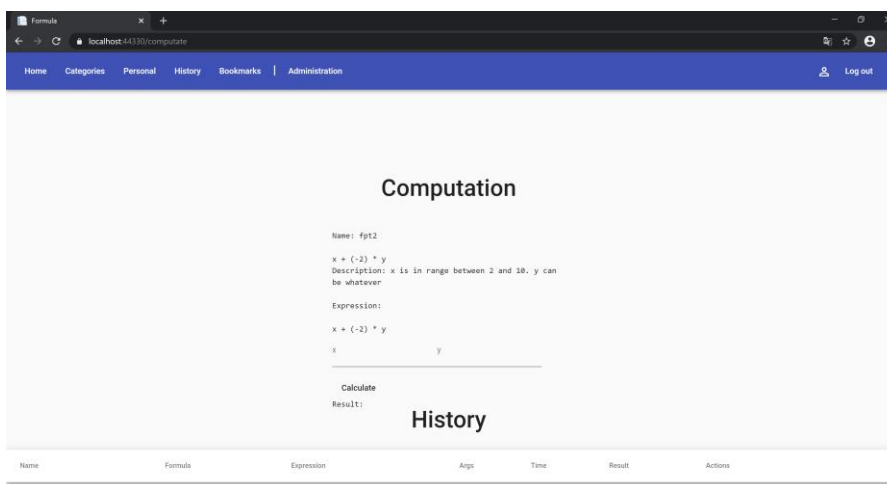 Formula
localhost:44330/computate
Home Categories Personal History Bookmarks | Administration Log out
Computation
Name: fpt2
x + (-2) * y
Description: x is in range between 2 and 10. y can
be whatever
Expression:
x + (-2) * y
x y
Calculate
Result:
History
Name Formula Expression Args Time Result Actions